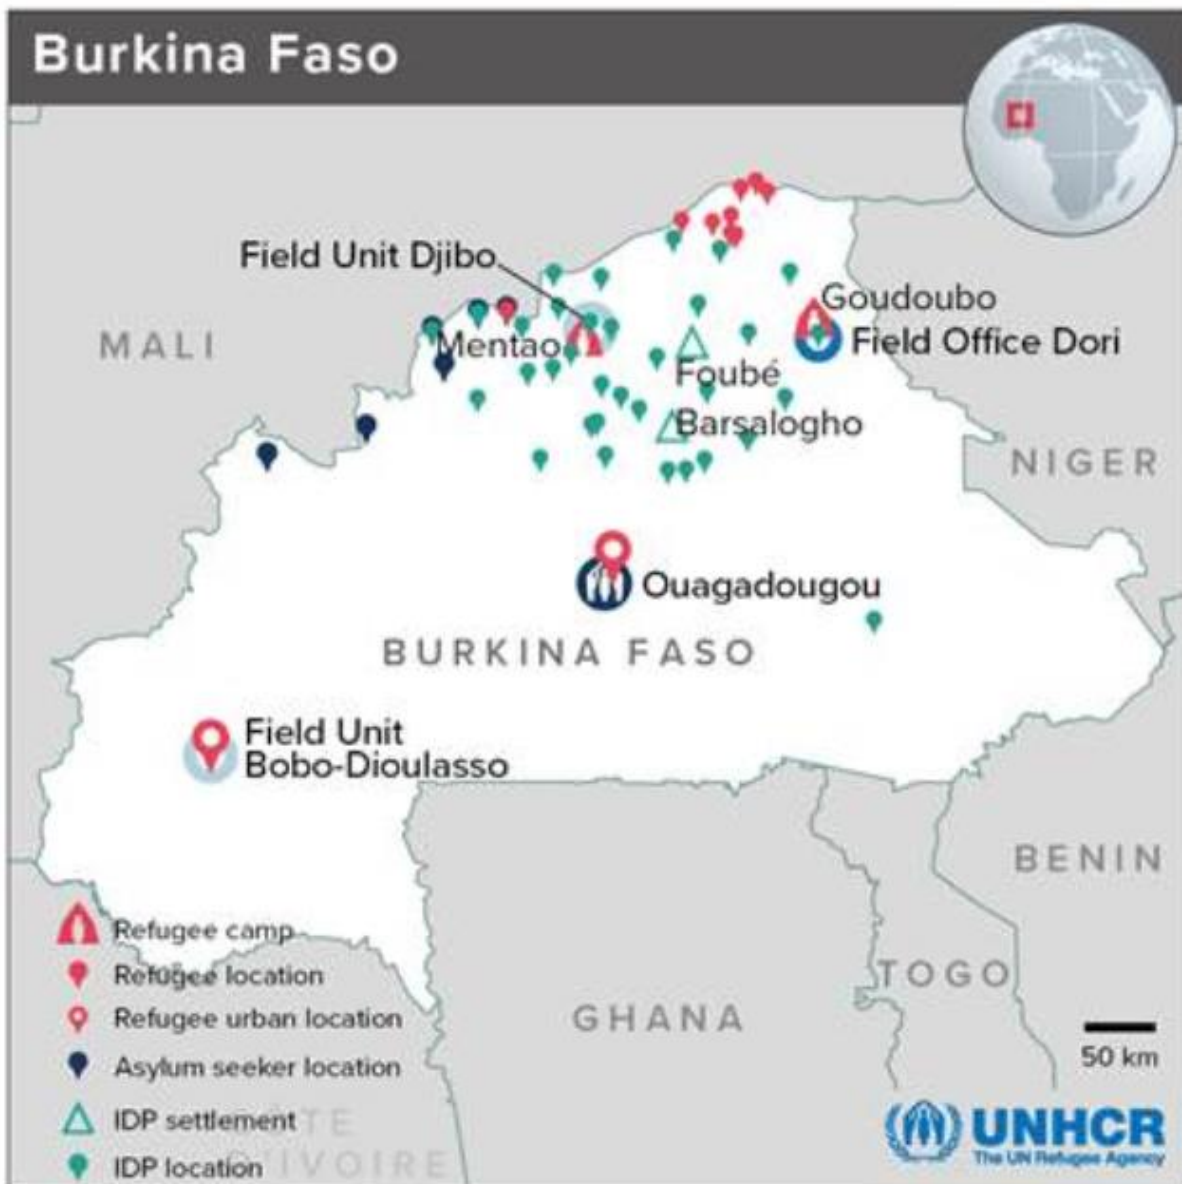 Burkina Faso
Field Unit Djibo
MALI
Mentao
Goudoubo
Field Office Dori
Foubé
Barsalogho
NIGER
Ouagadougou
BURKINA FASO
Field Unit
Bobo-Dioulasso
BENIN
TOGO
GHANA
Refugee camp
Refugee location
Refugee urban location
Asylum seeker location
IDP settlement
IDP location
D'IVOIRE
50 km
UNHCR
The UN Refugee Agency